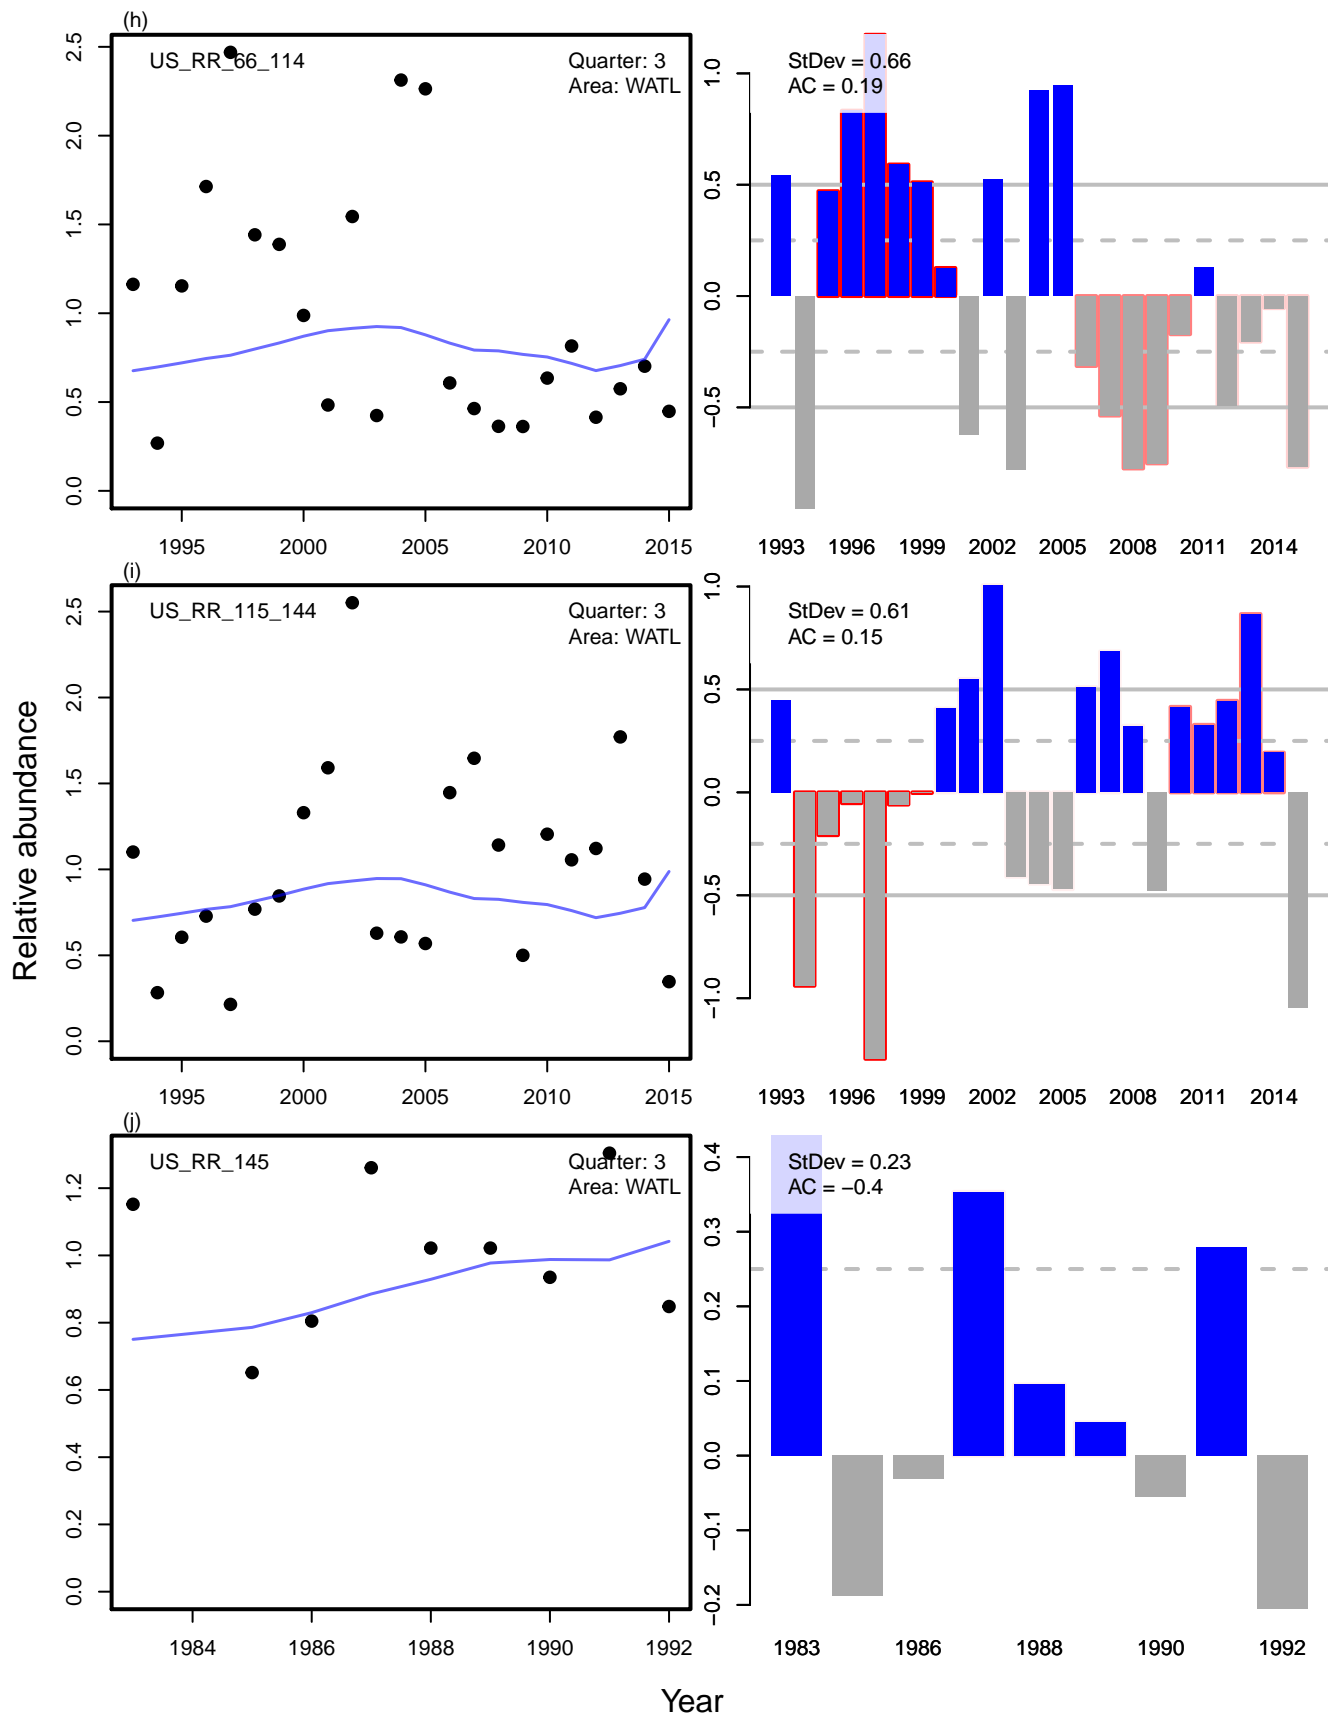 (h)
US_RR_66_114
Quarter: 3
Area: WATL
0.0 0.5 1.0 1.5 2.0 2.5
1995 2000 2005 2010 2015
StDev = 0.66
AC = 0.19
−0.5 0.0 0.5 1.0
1993 1996 1999 2002 2005 2008 2011 2014
(i)
US_RR_115_144
Quarter: 3
Area: WATL
0.0 0.5 1.0 1.5 2.0 2.5
1995 2000 2005 2010 2015
StDev = 0.61
AC = 0.15
−1.0 −0.5 0.0 0.5 1.0
1993 1996 1999 2002 2005 2008 2011 2014
Relative abundance
(j)
US_RR_145
Quarter: 3
Area: WATL
0.0 0.2 0.4 0.6 0.8 1.0 1.2
1984 1986 1988 1990 1992
StDev = 0.23
AC = −0.4
−0.2 −0.1 0.0 0.1 0.2 0.3 0.4
1983 1986 1988 1990 1992
Year